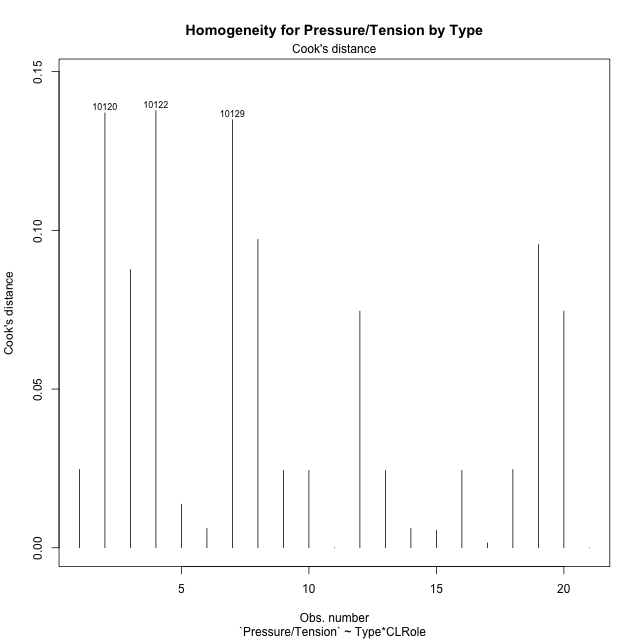 Homogeneity for Pressure/Tension by Type
Cook's distance
0.15
10120
10122
10129
0.10
Cook's distance
0.05
0.00
5
10
15
20
Obs. number
`Pressure/Tension` ~ Type*CLRole